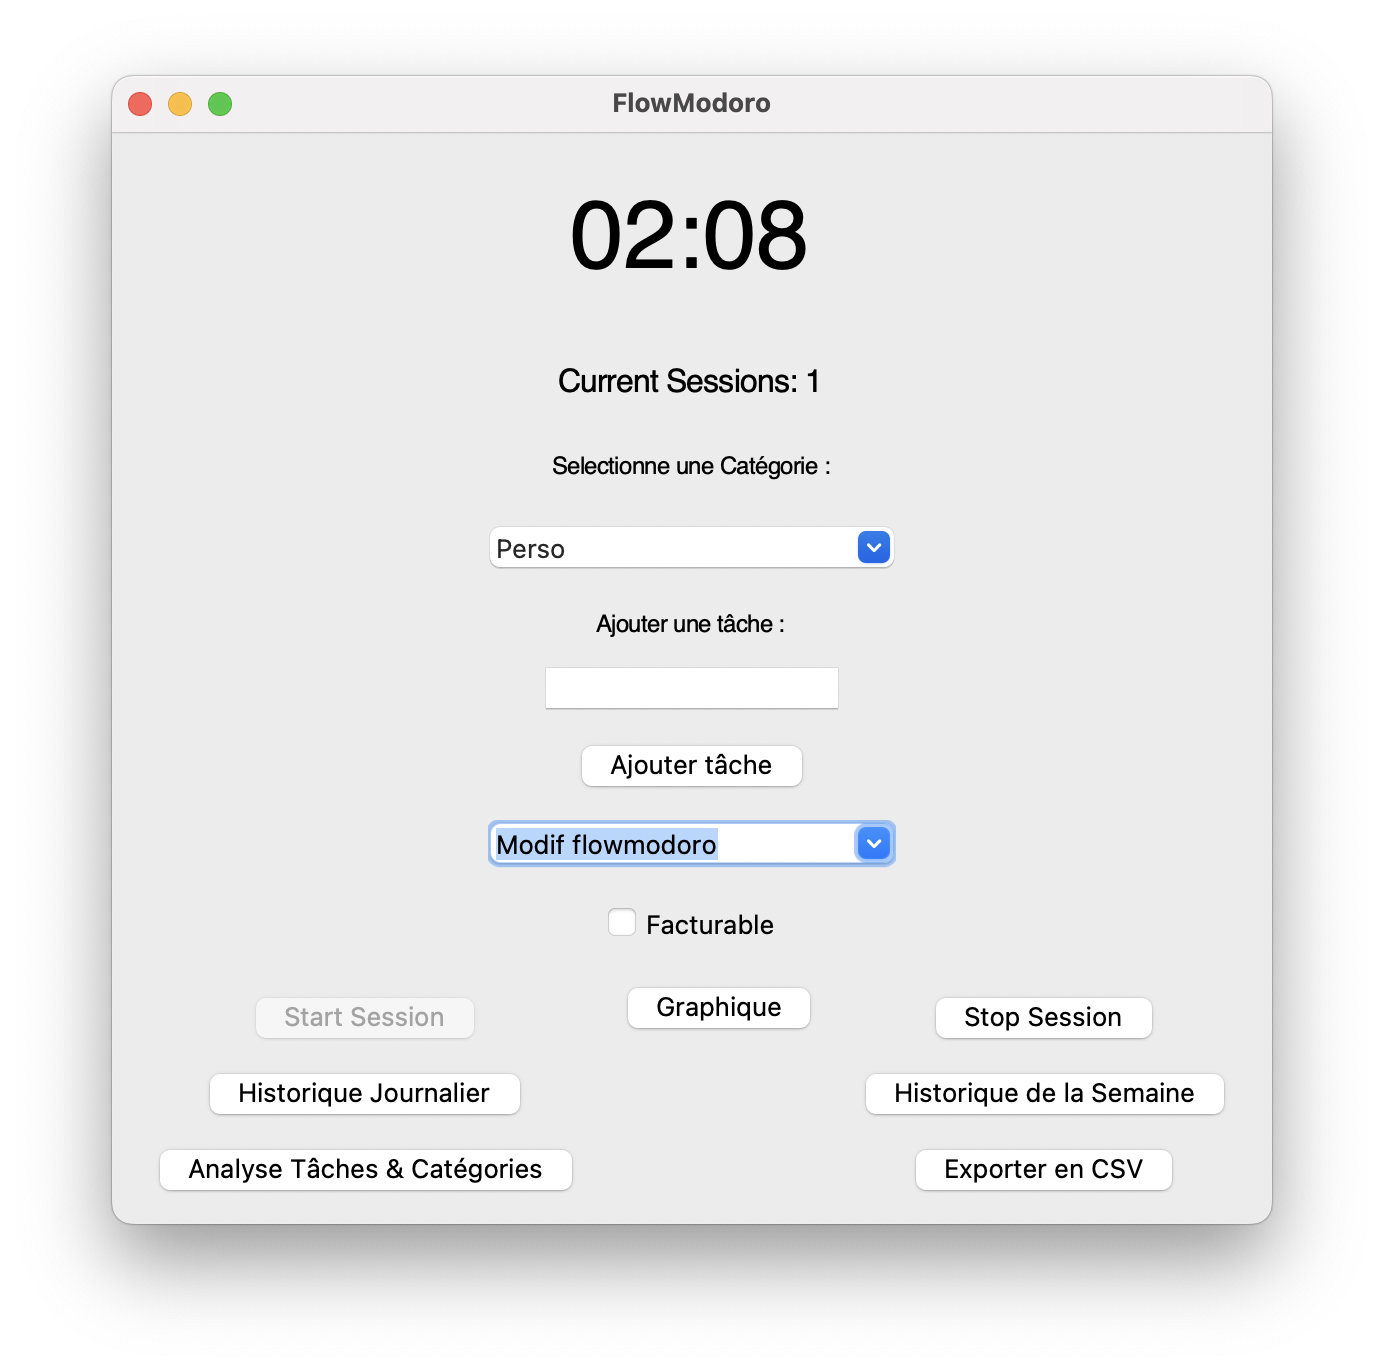 FlowModoro
02:08
Current Sessions: 1
Selectionne une Catégorie :
Perso
Ajouter une tâche :
Ajouter tâche
Modif flowmodoro
Facturable
Start Session
Graphique
Stop Session
Historique Journalier
Historique de la Semaine
Analyse Tâches & Catégories
Exporter en CSV